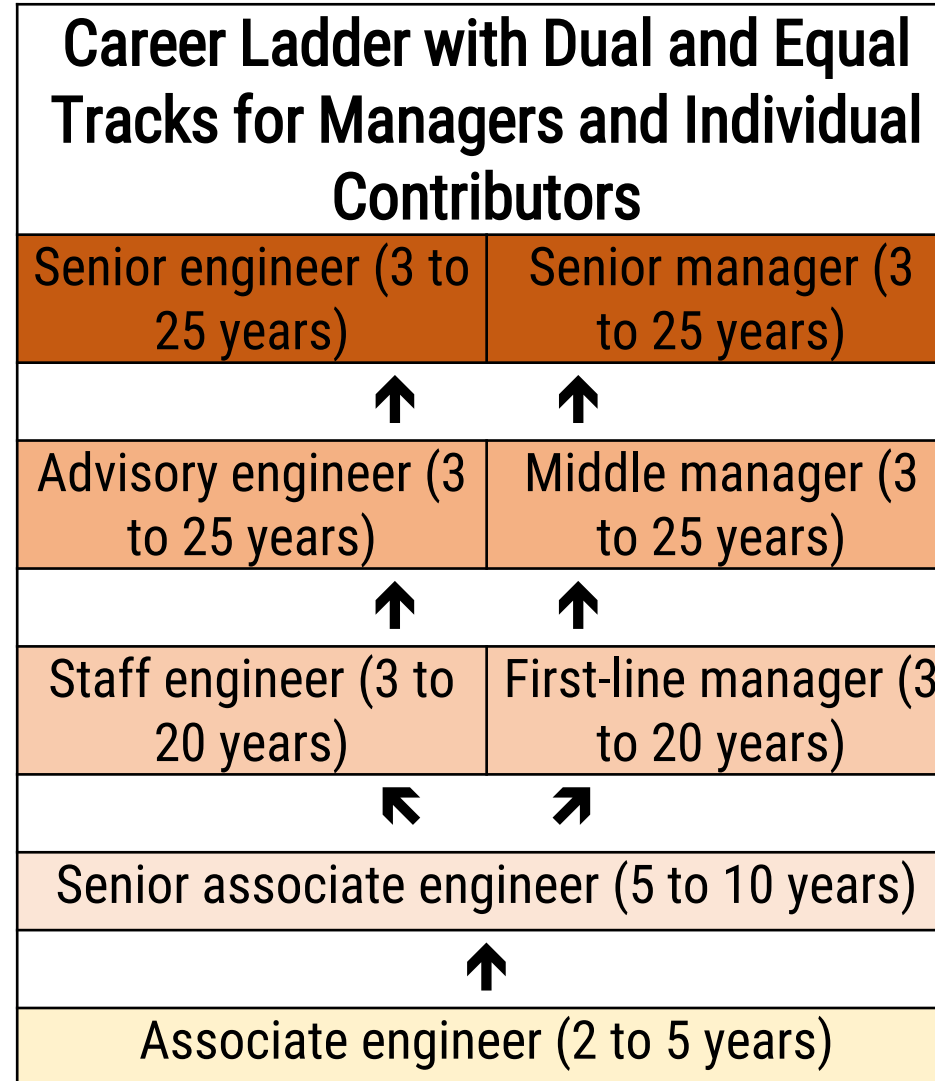 Career Ladder with Dual and Equal
Tracks for Managers and Individual
Contributors
Senior engineer (3 to
25 years)
Senior manager (3
to 25 years)
Advisory engineer (3
to 25 years)
Middle manager (3
to 25 years)
Staff engineer (3 to
20 years)
First-line manager (3
to 20 years)
Senior associate engineer (5 to 10 years)
Associate engineer (2 to 5 years)